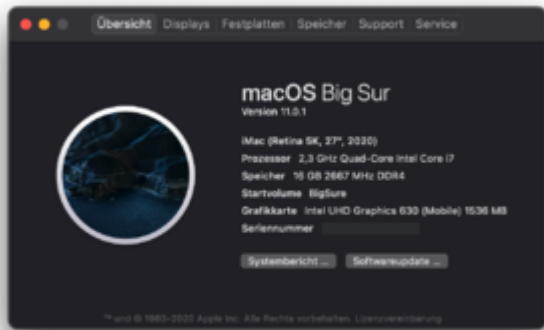 Übersicht Displays Festplatten Speicher Support Service
macOS Big Sur
Version 11.0.1
iMac (Retina 5K, 27", 2020)
Prozessor 2,3 GHz Quad-Core Intel Core i7
Speicher 16 GB 2667 MHz DDR4
Startvolume BigSure
Grafikkarte Intel UHD Graphics 630 (Mobile) 1536 MB
Seriennummer
Systembericht ... Softwareupdate ...
™ und © 1983-2020 Apple Inc. Alle Rechte vorbehalten. Lizenzvereinbarung